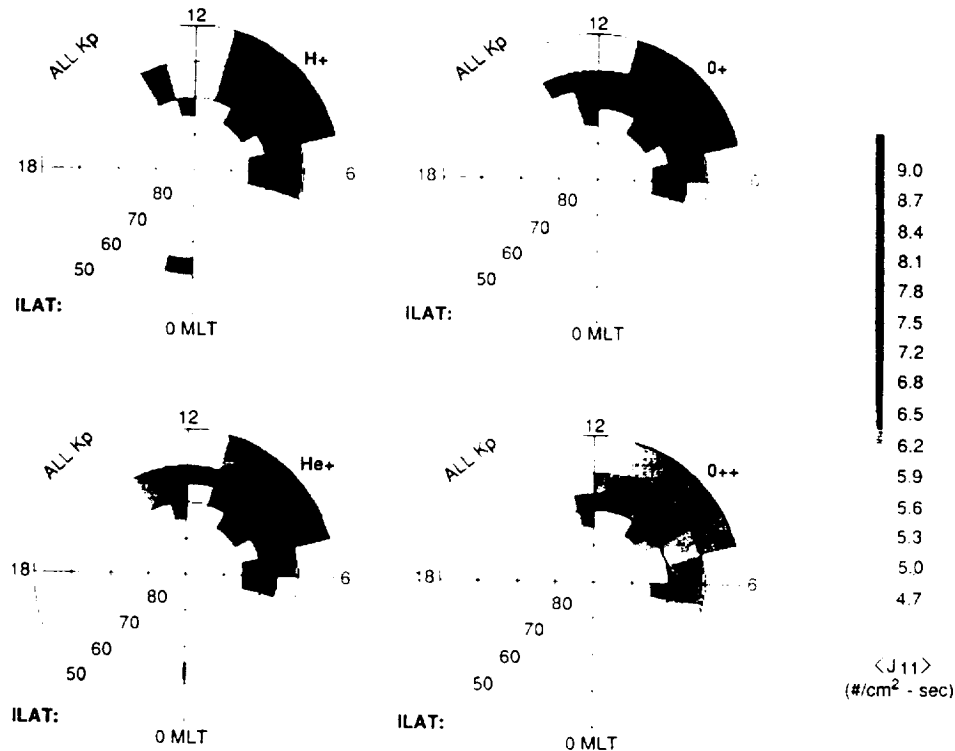 12
ALL Kp
H+
18
6
80
70
60
50
ILAT:
0 MLT
12
ALL Kp
0+
18
6
80
70
60
50
ILAT:
0 MLT
12
ALL Kp
He+
18
6
80
70
60
50
ILAT:
0 MLT
12
ALL Kp
0++
18
6
80
70
60
50
ILAT:
0 MLT
9.0
8.7
8.4
8.1
7.8
7.5
7.2
6.8
6.5
6.2
5.9
5.6
5.3
5.0
4.7
<J11>
(#/cm² - sec)